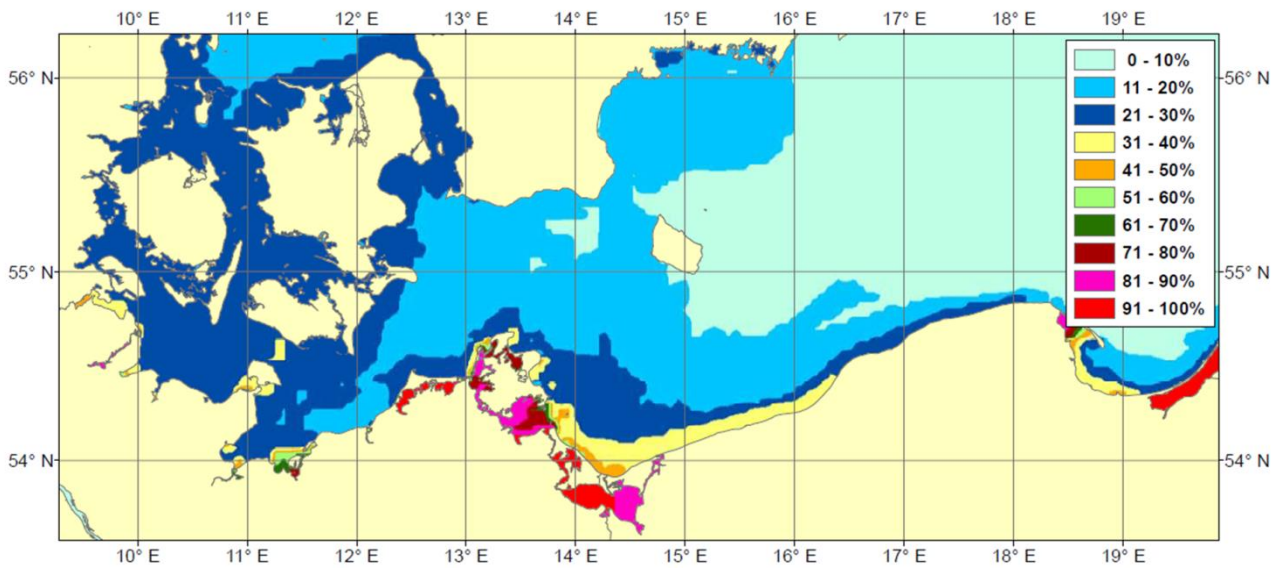 10° E 11° E 12° E 13° E 14° E 15° E 16° E 17° E 18° E 19° E
56° N 56° N
55° N 55° N
54° N 54° N
0 - 10%
11 - 20%
21 - 30%
31 - 40%
41 - 50%
51 - 60%
61 - 70%
71 - 80%
81 - 90%
91 - 100%
10° E 11° E 12° E 13° E 14° E 15° E 16° E 17° E 18° E 19° E